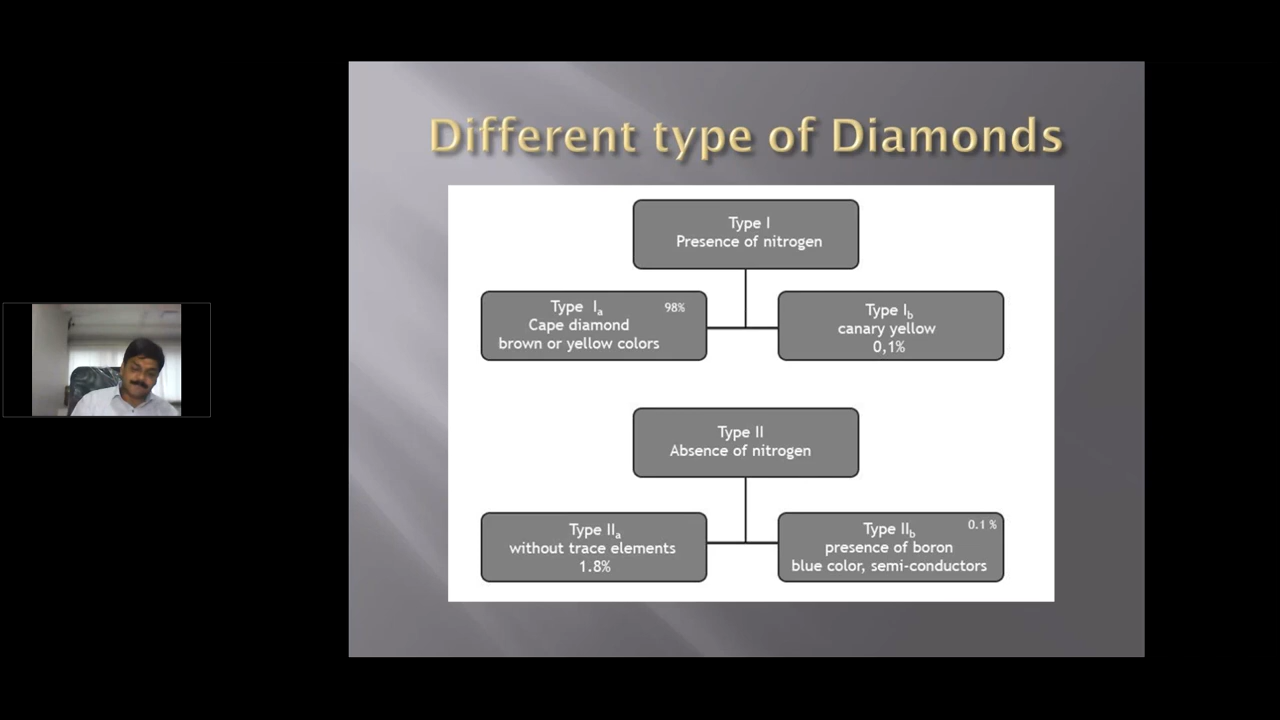 Different type of Diamonds
Type I
Presence of nitrogen
Type Ia 98%
Cape diamond
brown or yellow colors
Type Ib
canary yellow
0,1%
Type II
Absence of nitrogen
Type IIa
without trace elements
1.8%
Type IIb 0.1 %
presence of boron
blue color, semi-conductors